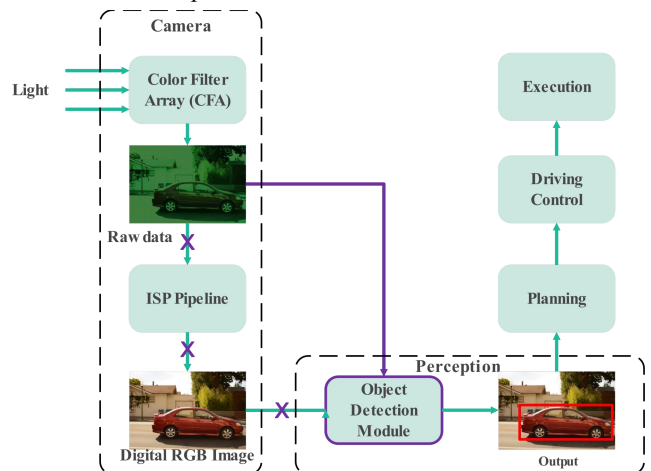 Camera
Light
Color Filter
Array (CFA)
Raw data
X
ISP Pipeline
X
Digital RGB Image
X
Perception
Object
Detection
Module
Output
Planning
Driving
Control
Execution